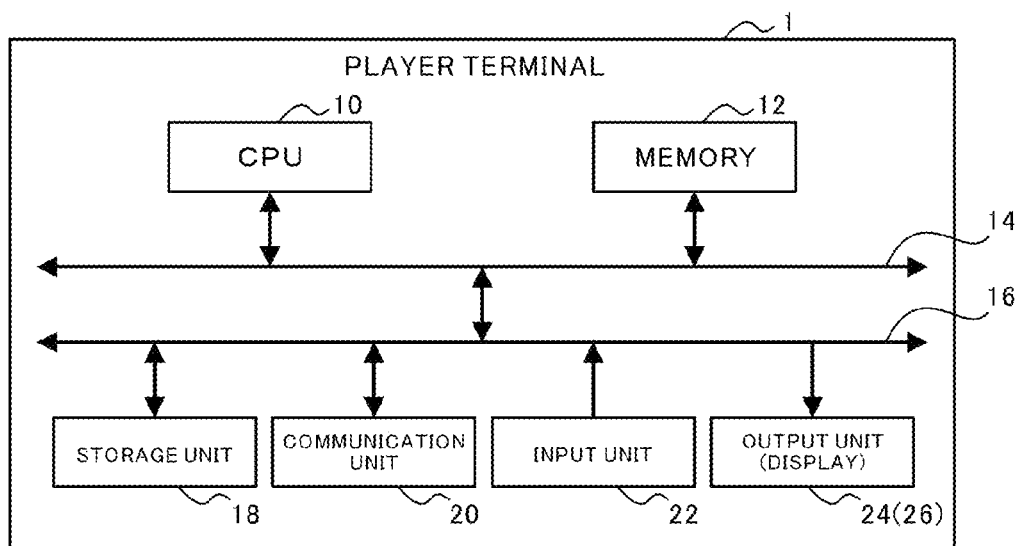 1
PLAYER TERMINAL
10
12
CPU
MEMORY
14
16
STORAGE UNIT
COMMUNICATION
UNIT
INPUT UNIT
OUTPUT UNIT
(DISPLAY)
18
20
22
24(26)